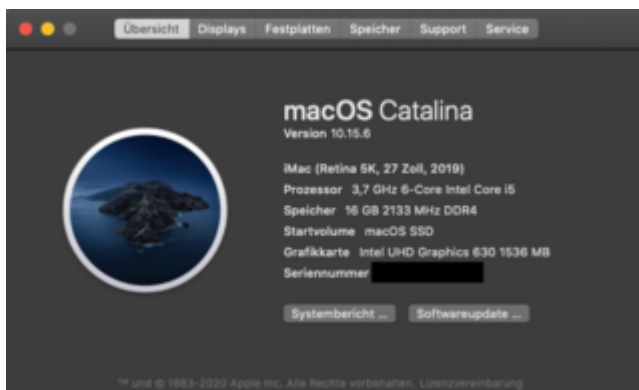 Übersicht Displays Festplatten Speicher Support Service
macOS Catalina
Version 10.15.6
iMac (Retina 5K, 27 Zoll, 2019)
Prozessor 3,7 GHz 6-Core Intel Core i5
Speicher 16 GB 2133 MHz DDR4
Startvolume macOS SSD
Grafikkarte Intel UHD Graphics 630 1536 MB
Seriennummer
Systembericht ... Softwareupdate ...
™ und © 1983-2020 Apple Inc. Alle Rechte vorbehalten. Lizenzvereinbarung